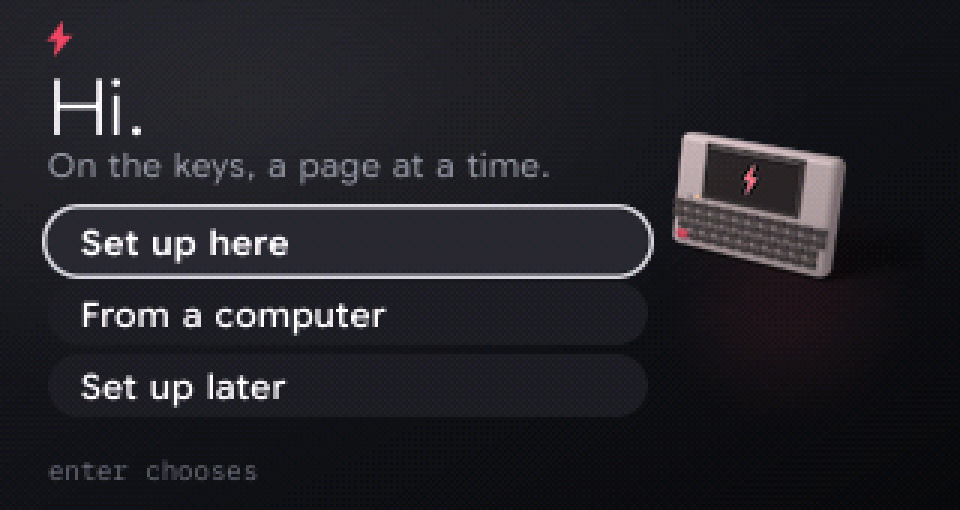 Hi.
On the keys, a page at a time.
Set up here
From a computer
Set up later
enter chooses